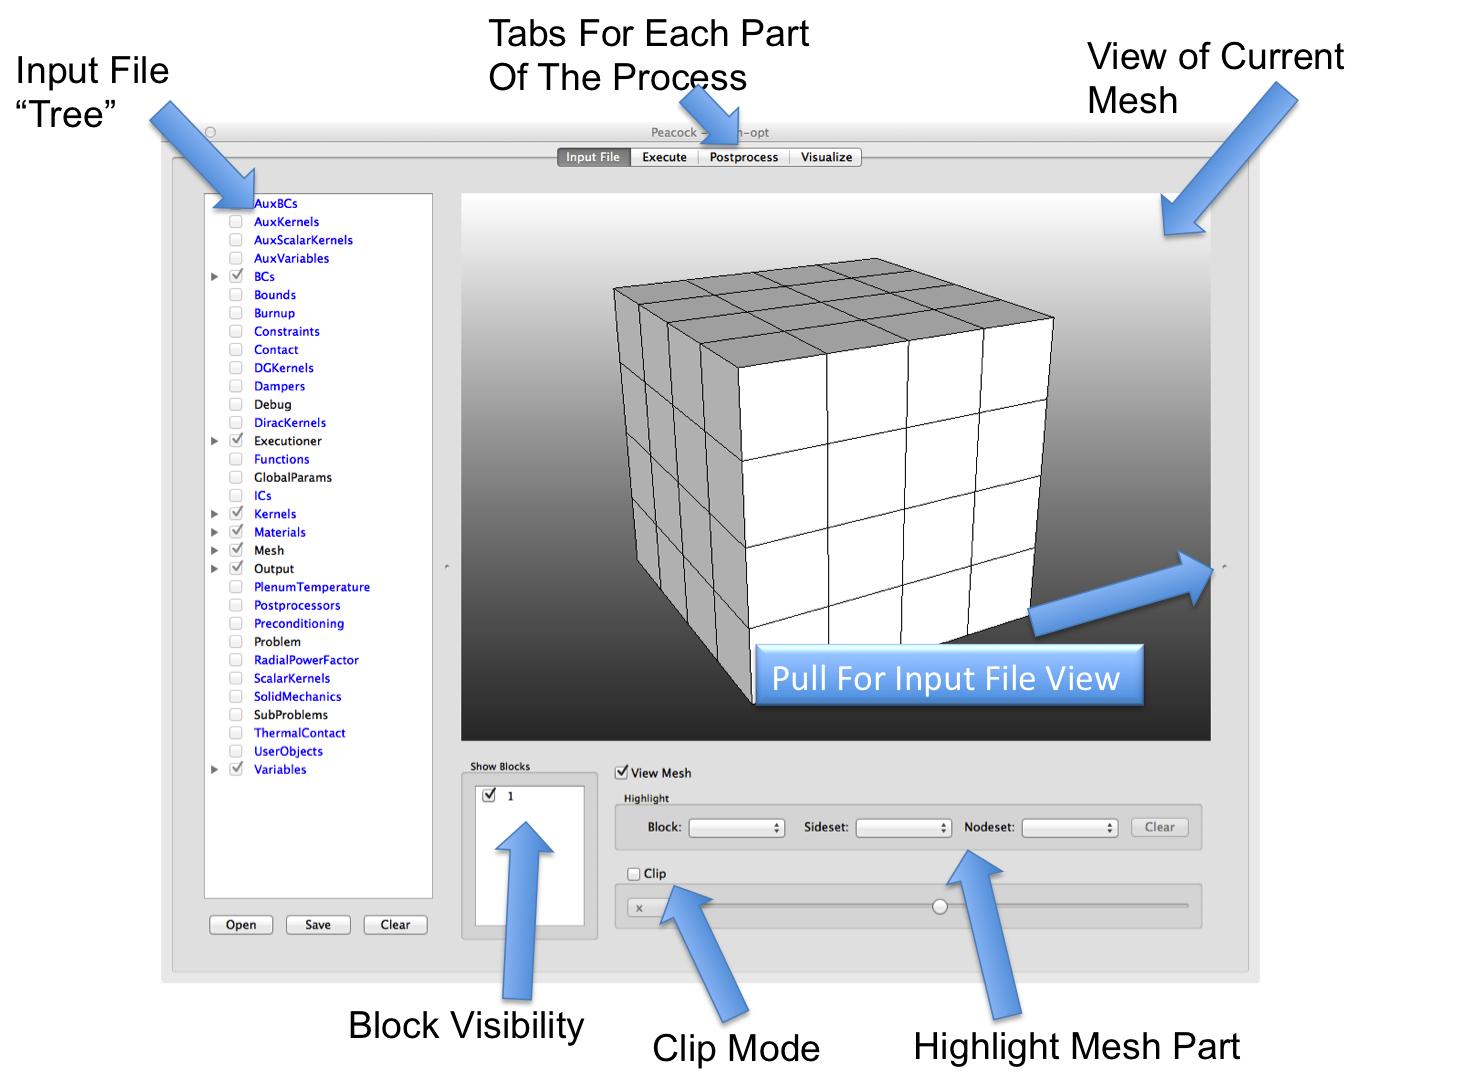 Tabs For Each Part
Of The Process
View of Current
Mesh
Input File
“Tree”
Peacock -
n-opt
Input File
Execute
Postprocess
Visualize
AuxBCs
AuxKernels
AuxScalarKernels
AuxVariables
BCs
Bounds
Burnup
Constraints
Contact
DGKernels
Dampers
Debug
DiracKernels
Executioner
Functions
GlobalParams
ICs
Kernels
Materials
Mesh
Output
PlenumTemperature
Postprocessors
Preconditioning
Problem
RadialPowerFactor
ScalarKernels
SolidMechanics
SubProblems
ThermalContact
UserObjects
Variables
Open
Save
Clear
Pull For Input File View
Show Blocks
1
View Mesh
Highlight
Block:
Sideset:
Nodeset:
Clear
Clip
x
Block Visibility
Clip Mode
Highlight Mesh Part